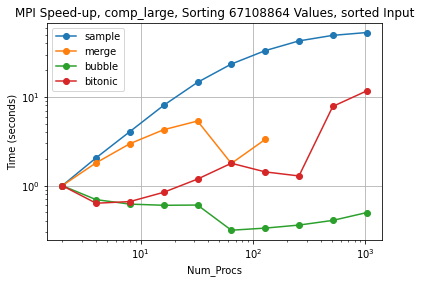 MPI Speed-up, comp_large, Sorting 67108864 Values, sorted Input
sample
merge
bubble
bitonic
Time (seconds)
10¹
10⁰
10¹
10²
10³
Num_Procs